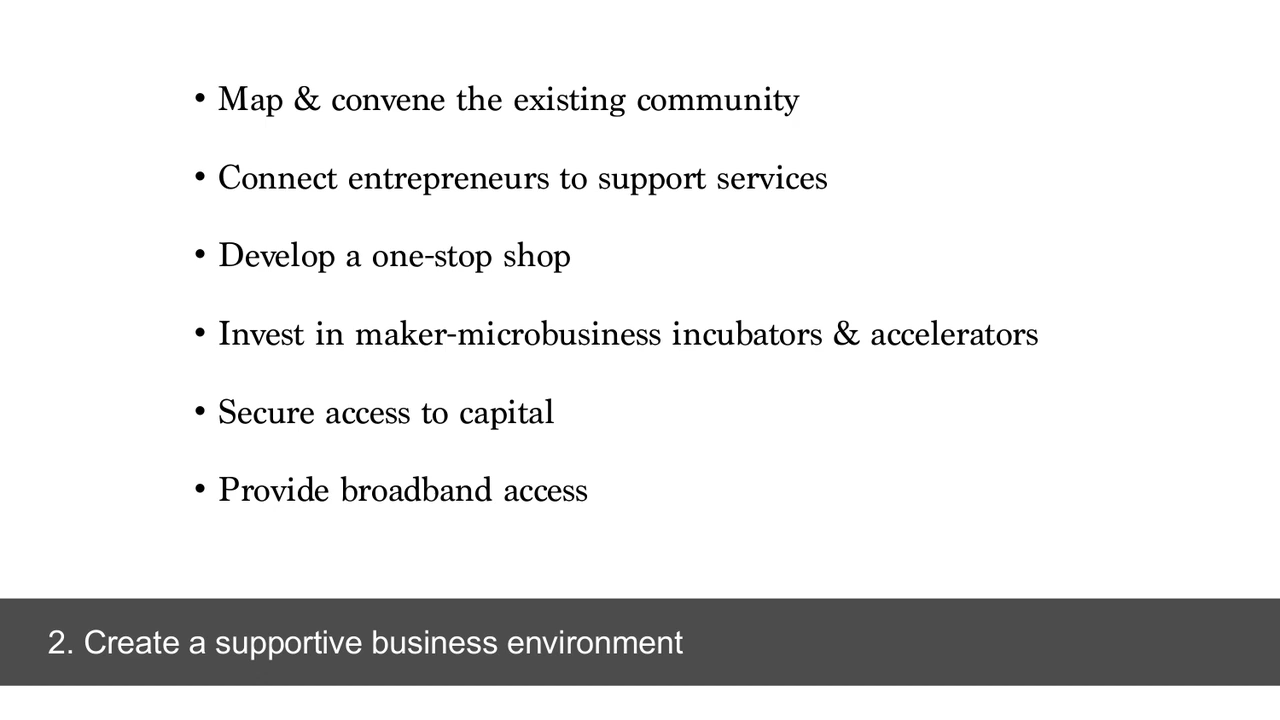 • Map & convene the existing community
• Connect entrepreneurs to support services
• Develop a one-stop shop
• Invest in maker-microbusiness incubators & accelerators
• Secure access to capital
• Provide broadband access
2. Create a supportive business environment